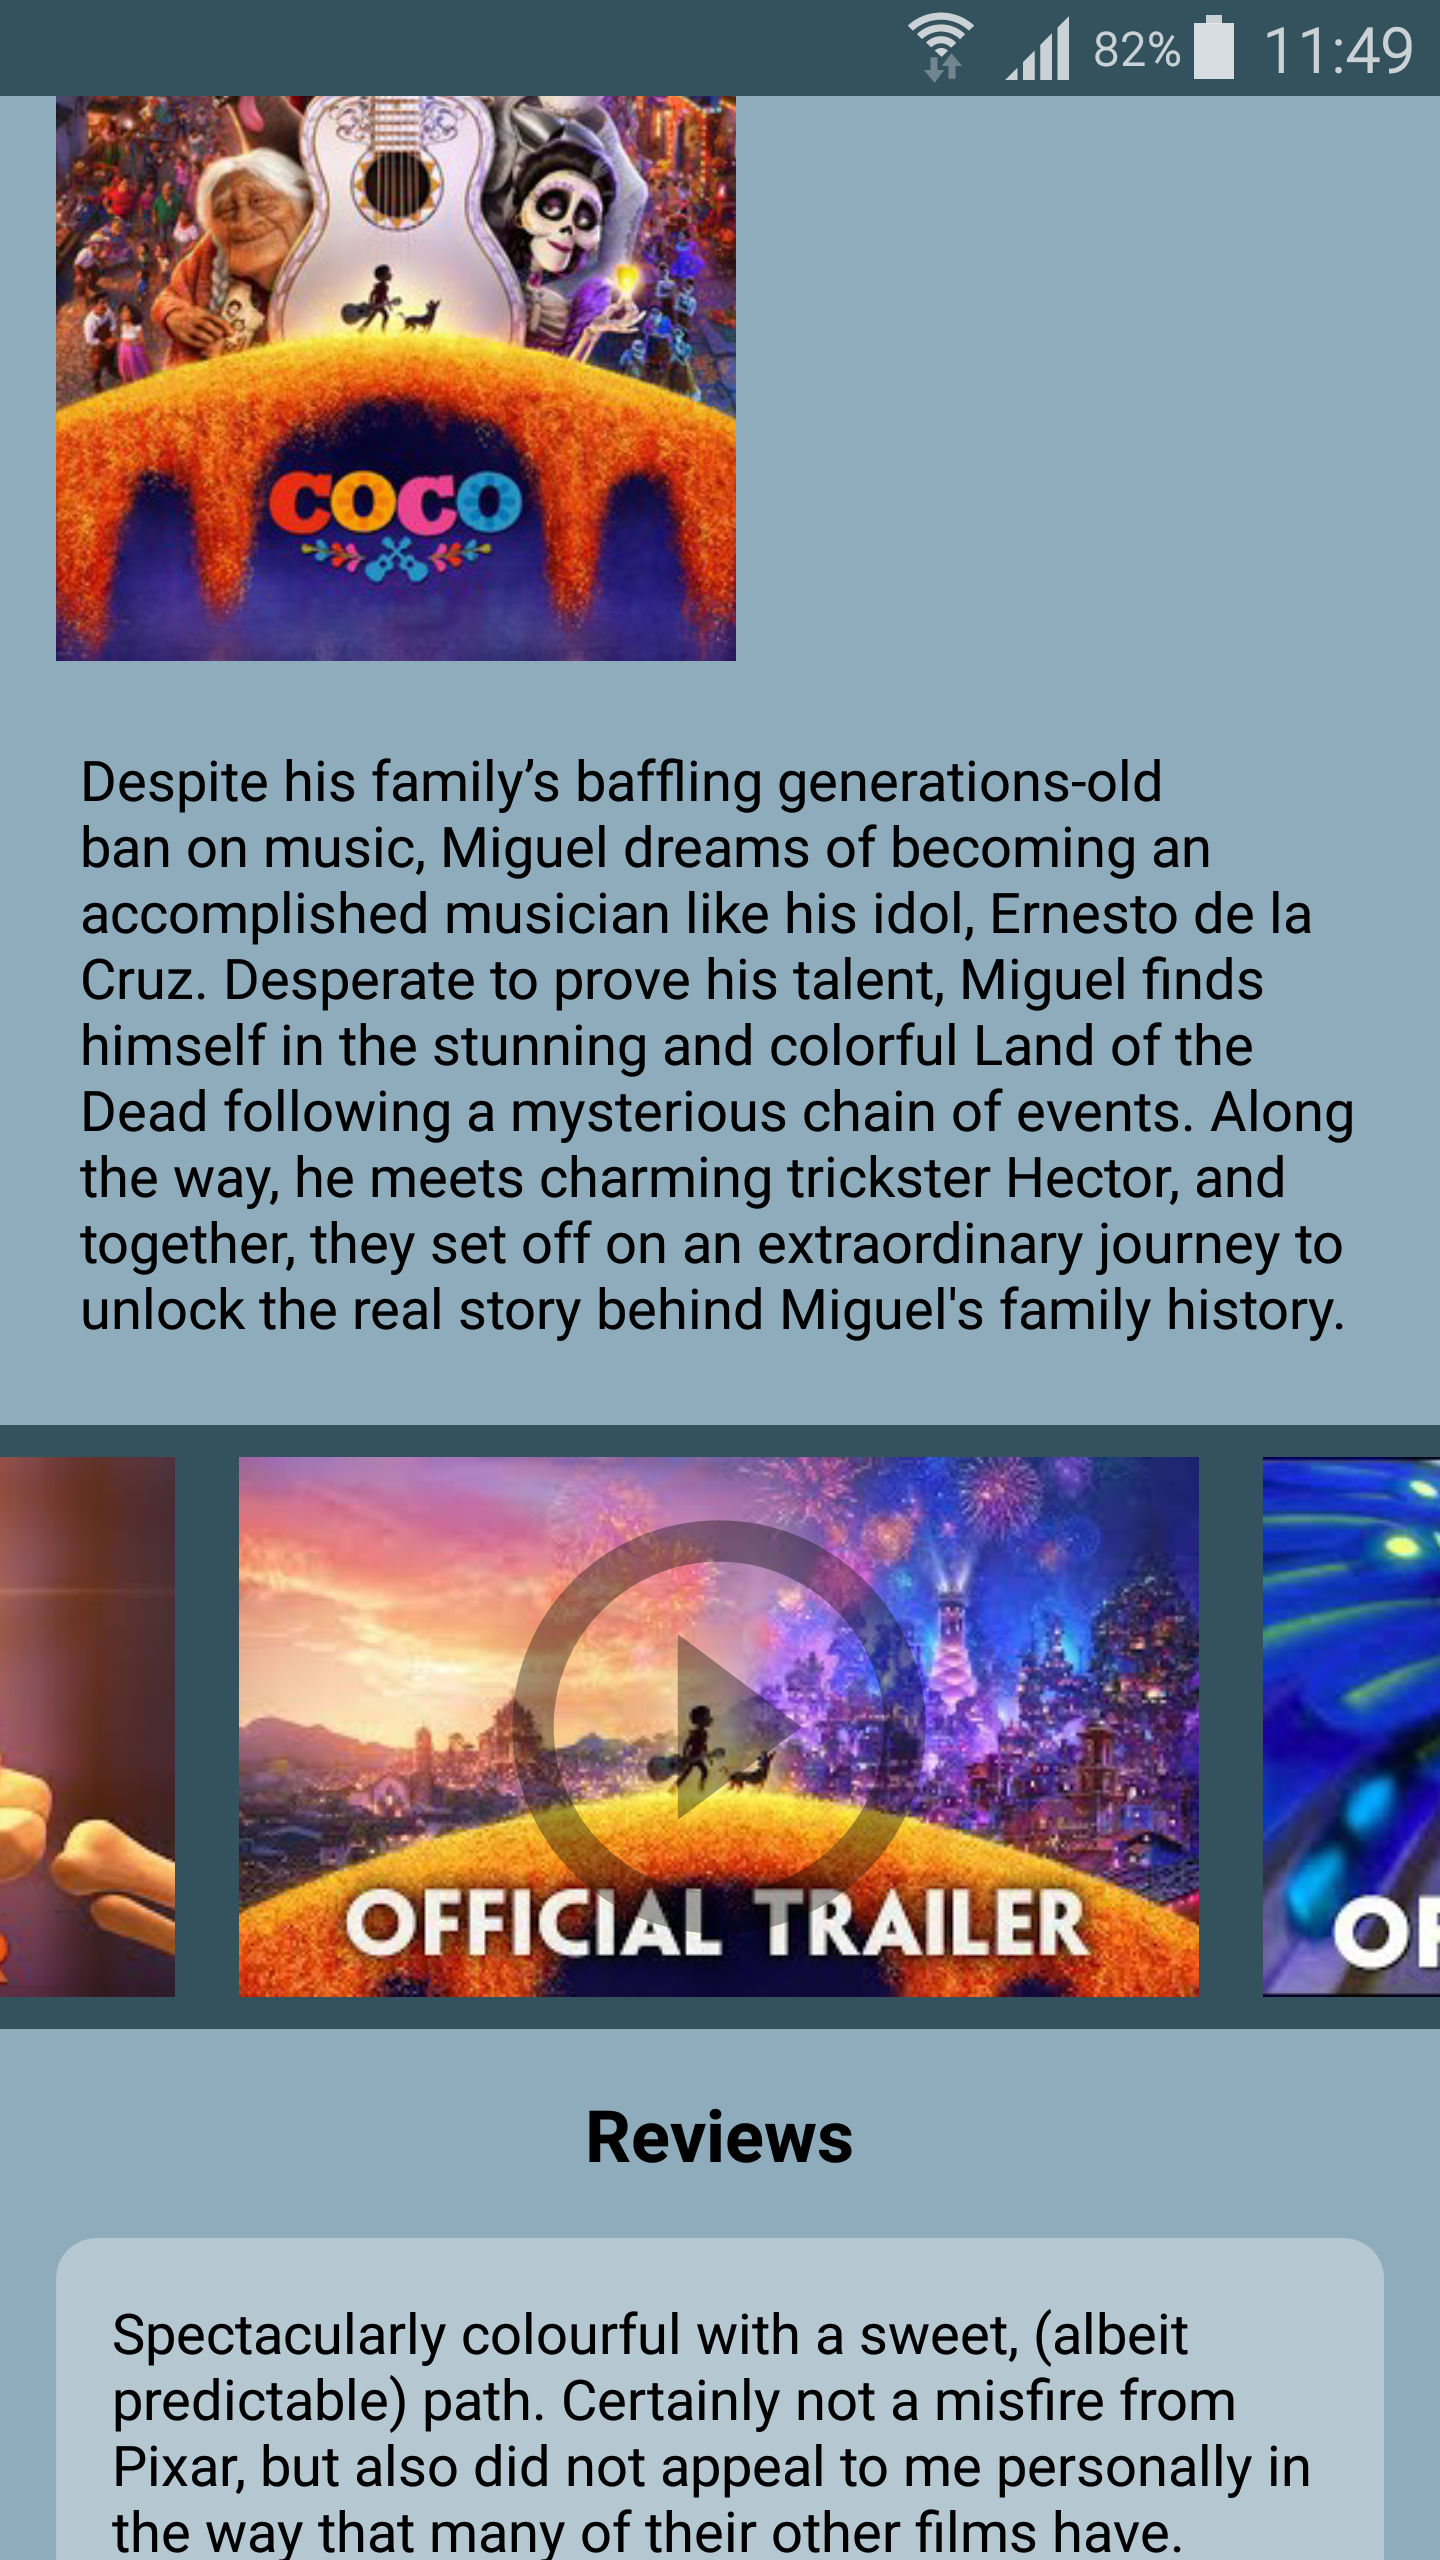 82% 11:49
COCO
Despite his family’s baffling generations-old
ban on music, Miguel dreams of becoming an
accomplished musician like his idol, Ernesto de la
Cruz. Desperate to prove his talent, Miguel finds
himself in the stunning and colorful Land of the
Dead following a mysterious chain of events. Along
the way, he meets charming trickster Hector, and
together, they set off on an extraordinary journey to
unlock the real story behind Miguel's family history.
R
OFFICIAL TRAILER
OF
Reviews
Spectacularly colourful with a sweet, (albeit
predictable) path. Certainly not a misfire from
Pixar, but also did not appeal to me personally in
the way that many of their other films have.